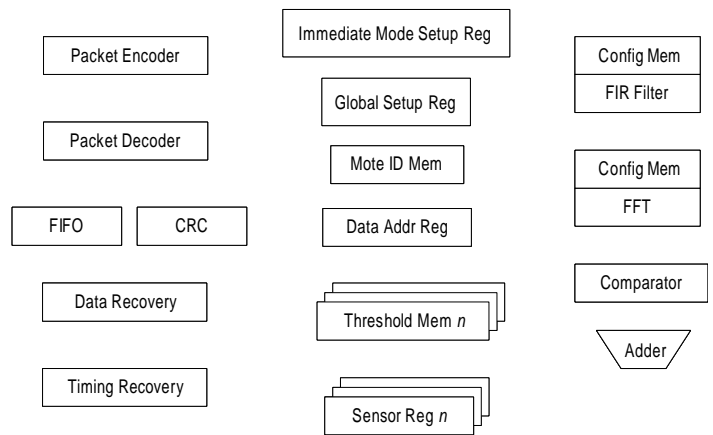 Packet Encoder
Packet Decoder
FIFO
CRC
Data Recovery
Timing Recovery
Immediate Mode Setup Reg
Global Setup Reg
Mote ID Mem
Data Addr Reg
Threshold Mem n
Sensor Reg n
Config Mem
FIR Filter
Config Mem
FFT
Comparator
Adder